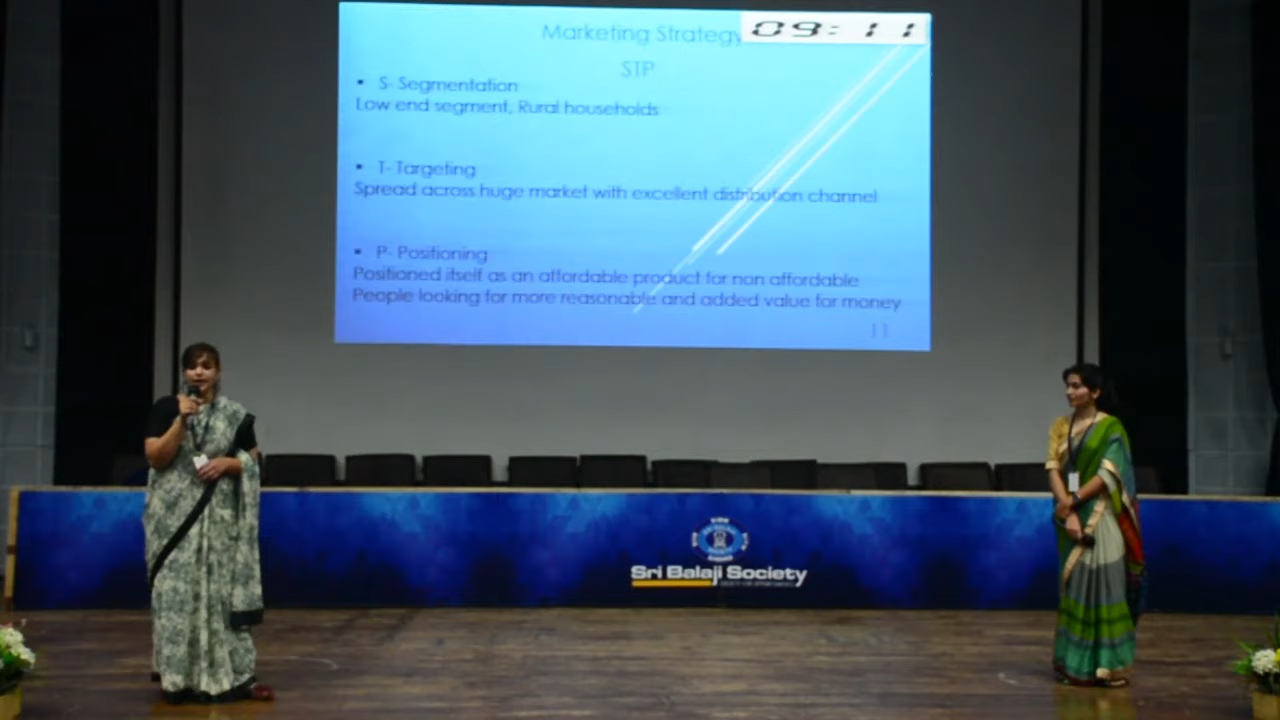 Marketing Strategy
09:11
STP
▪ S- Segmentation
Low end segment, Rural households
▪ T- Targeting
Spread across huge market with excellent distribution channel
▪ P- Positioning
Positioned itself as an affordable product for non affordable
People looking for more reasonable and added value for money
11
Sri Balaji Society